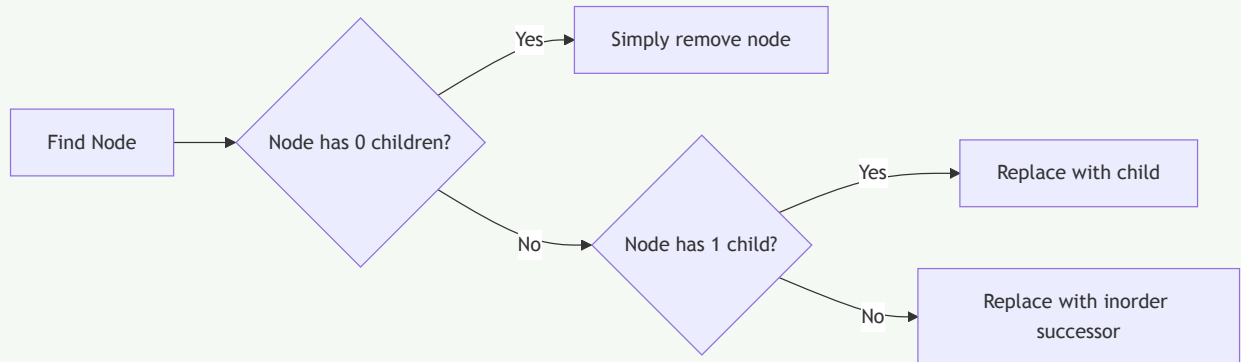 Yes
Simply remove node
Find Node
Node has 0 children?
Yes
Replace with child
No
Node has 1 child?
No
Replace with inorder
successor